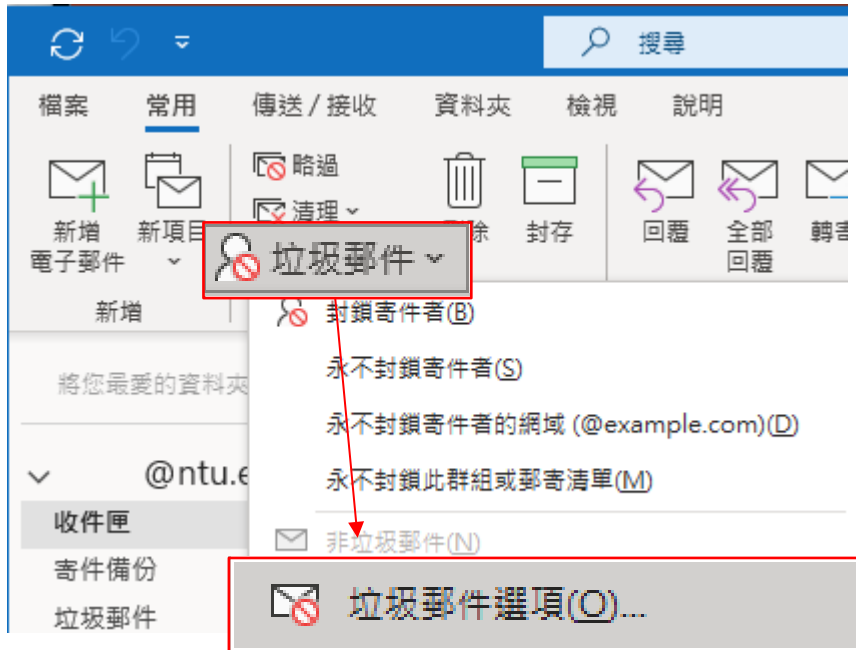 搜尋
檔案 常用 傳送 / 接收 資料夾 檢視 說明
略過
清理
新增
電子郵件
新項目
垃圾郵件
封存
回覆
全部
回覆
新增
封鎖寄件者(B)
永不封鎖寄件者(S)
永不封鎖寄件者的網域 (@example.com)(D)
永不封鎖此群組或郵寄清單(M)
非垃圾郵件(N)
垃圾郵件選項(O)...
將您最愛的資料夾
@ntu.e
收件匣
寄件備份
垃圾郵件